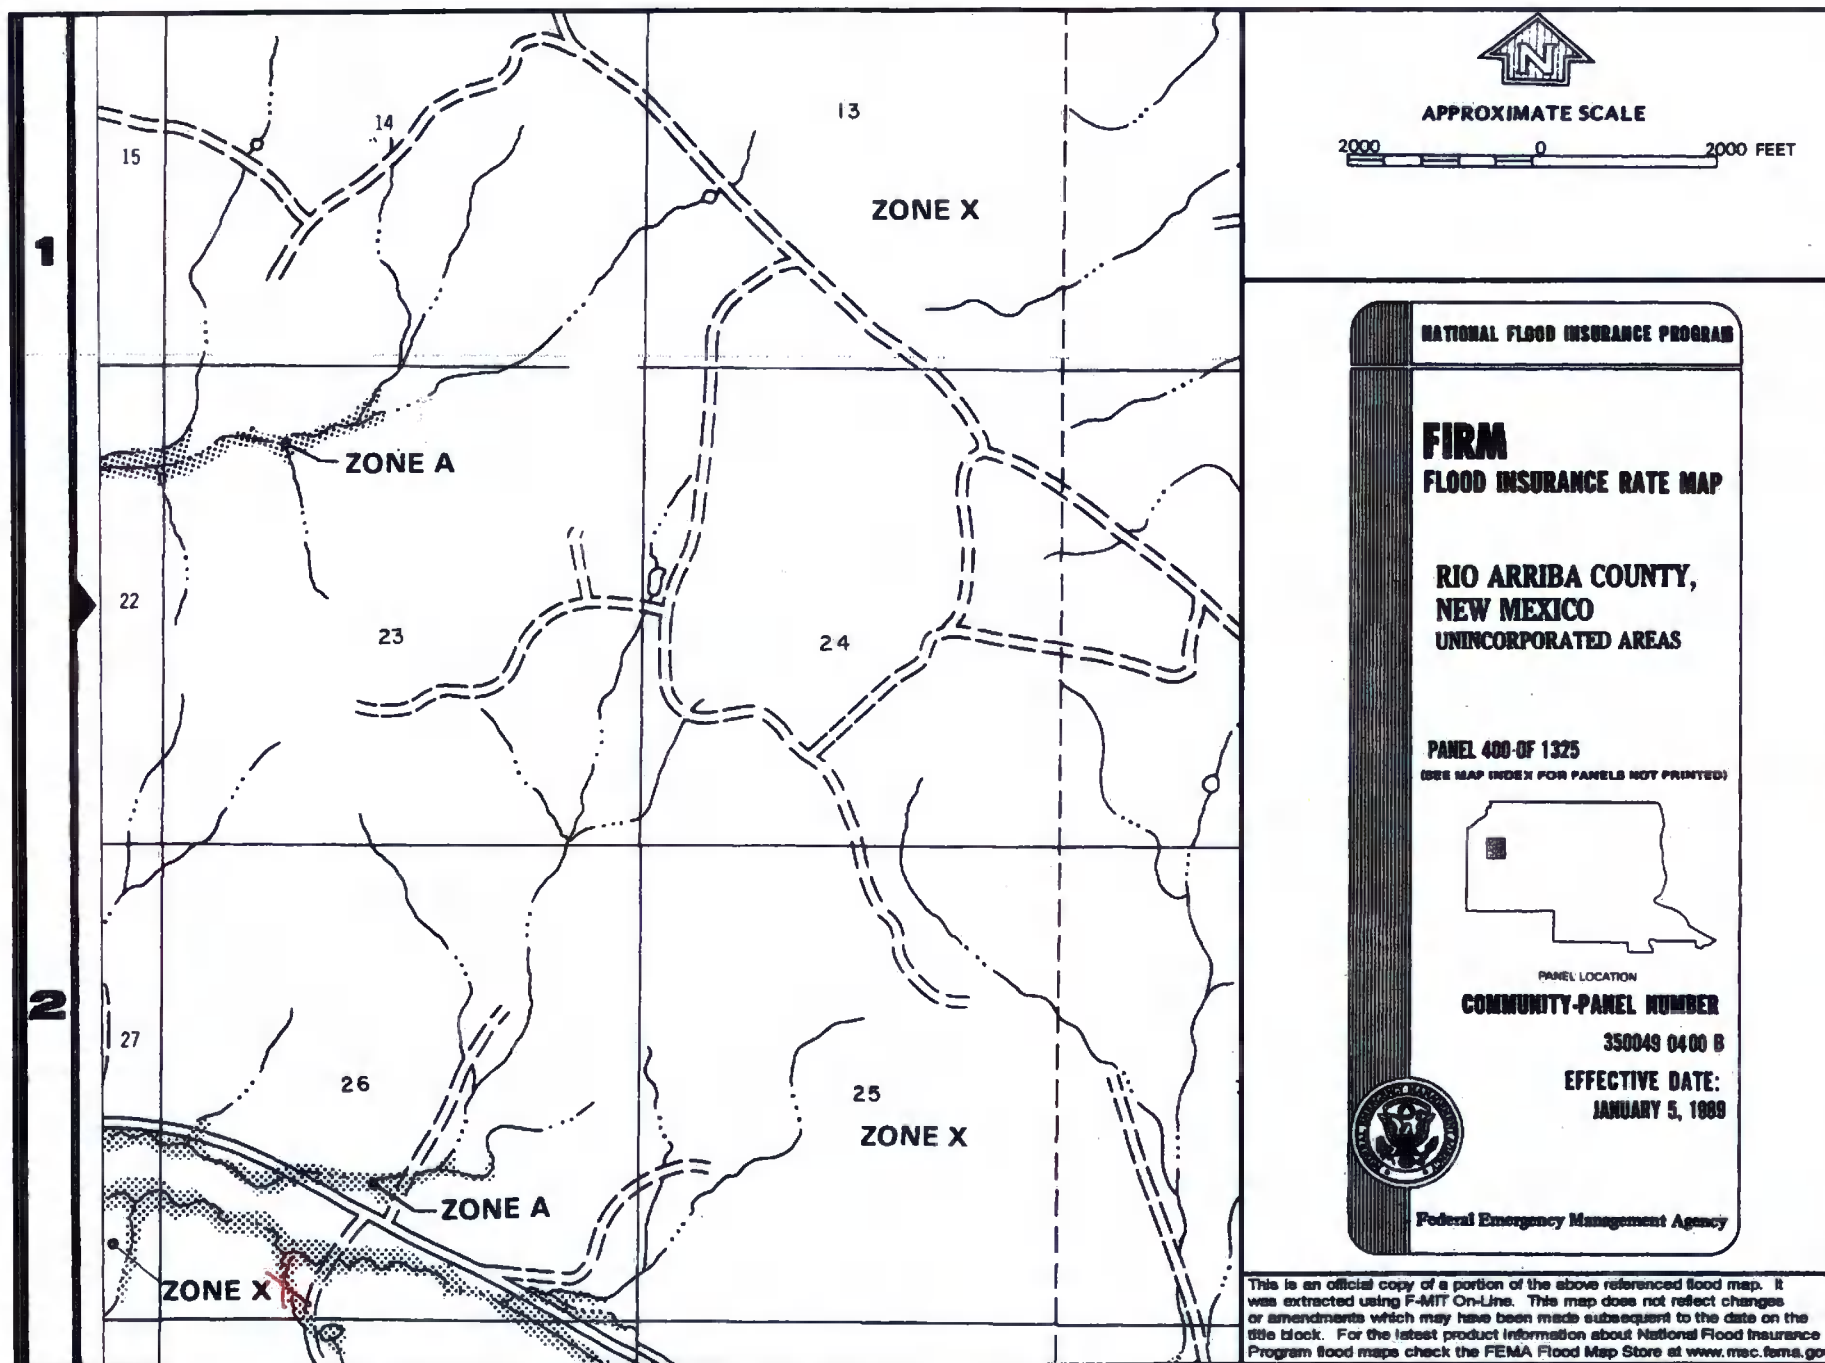 1
2
15
14
13
ZONE X
ZONE A
22
23
24
27
26
25
ZONE X
ZONE A
ZONE X
N
APPROXIMATE SCALE
2000 0 2000 FEET
NATIONAL FLOOD INSURANCE PROGRAM
FIRM
FLOOD INSURANCE RATE MAP
RIO ARRIBA COUNTY,
NEW MEXICO
UNINCORPORATED AREAS
PANEL 400 OF 1325
(SEE MAP INDEX FOR PANELS NOT PRINTED)
PANEL LOCATION
COMMUNITY-PANEL NUMBER
350049 0400 B
EFFECTIVE DATE:
JANUARY 5, 1989
Federal Emergency Management Agency
This is an official copy of a portion of the above referenced flood map. It
was extracted using F-MIT On-Line. This map does not reflect changes
or amendments which may have been made subsequent to the date on the
title block. For the latest product information about National Flood Insurance
Program flood maps check the FEMA Flood Map Store at www.msc.fema.gov